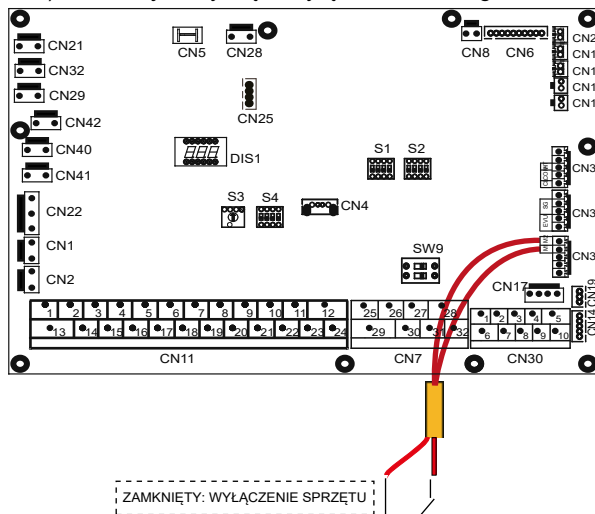 CN21
CN32
CN29
CN42
CN40
CN41
CN22
CN1
CN2
CN5
CN28
CN25
DIS1
S1 S2
S3 S4
CN4
SW9
CN8 CN6
CN17
CN19
CN14
1 2 3 4 5 6 7 8 9 10 11 12
13 14 15 16 17 18 19 20 21 22 23 24
CN11
25 26 27 28
29 30 31 32
CN7
1 2 3 4 5
6 7 8 9 10
CN30
ZAMKNIĘTY: WYŁĄCZENIE SPRZĘTU